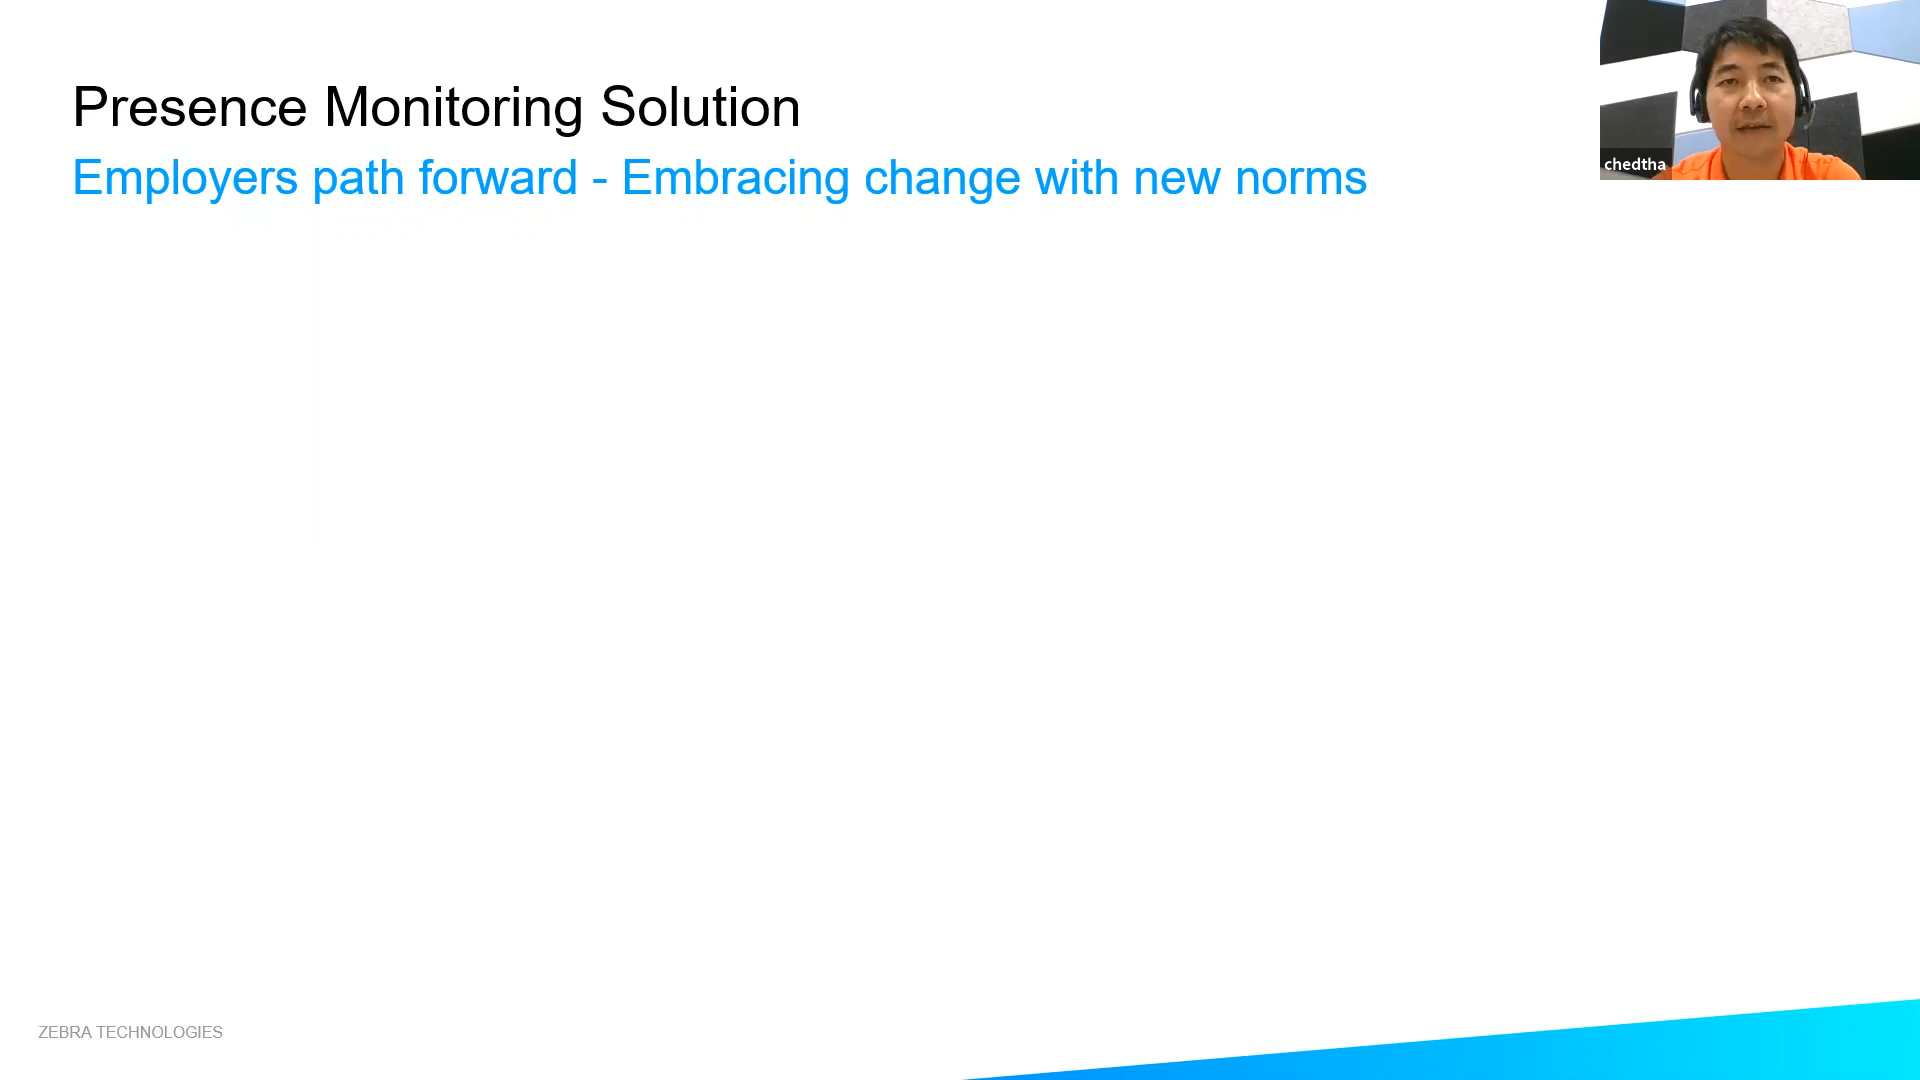 Presence Monitoring Solution
Employers path forward - Embracing change with new norms
chedtha
ZEBRA TECHNOLOGIES